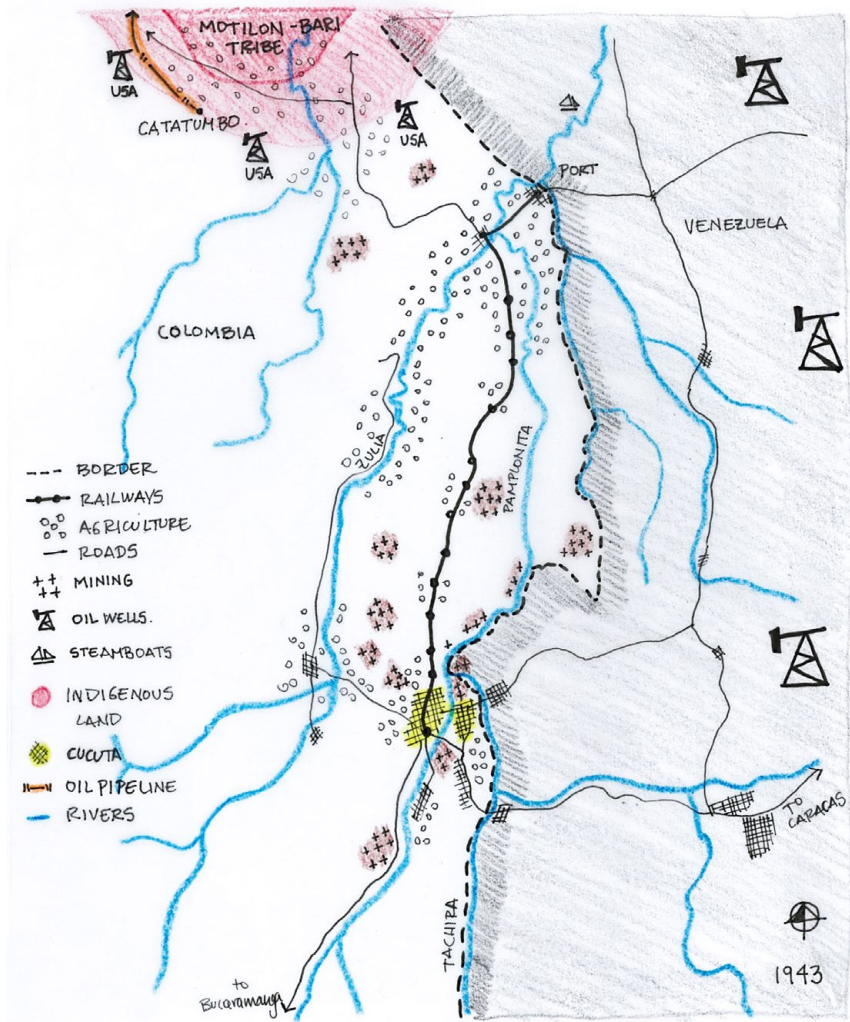 MOTILON-BARI
TRIBE
USA
CATATUMBO.
USA
USA
PORT
VENEZUELA
COLOMBIA
ZULIA
PAMPLONITA
BORDER
RAILWAYS
AGRICULTURE
ROADS
MINING
OIL WELLS.
STEAMBOATS
INDIGENOUS
LAND
CUCUTA
OIL PIPELINE
RIVERS
TO
CARACAS
TACHIRA
1943
to
Bucaramanga